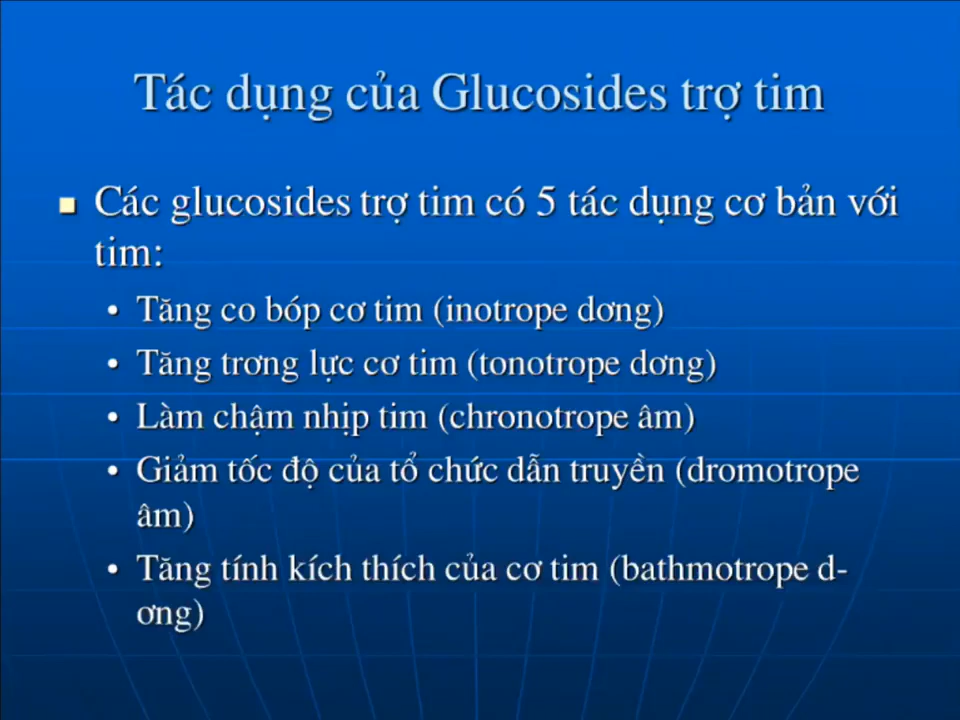 Tác dụng của Glucosides trợ tim
Các glucosides trợ tim có 5 tác dụng cơ bản với
tim:
Tăng co bóp cơ tim (inotrope dơng)
Tăng trơng lực cơ tim (tonotrope dơng)
Làm chậm nhịp tim (chronotrope âm)
Giảm tốc độ của tổ chức dẫn truyền (dromotrope
âm)
Tăng tính kích thích của cơ tim (bathmotrope d-
ơng)